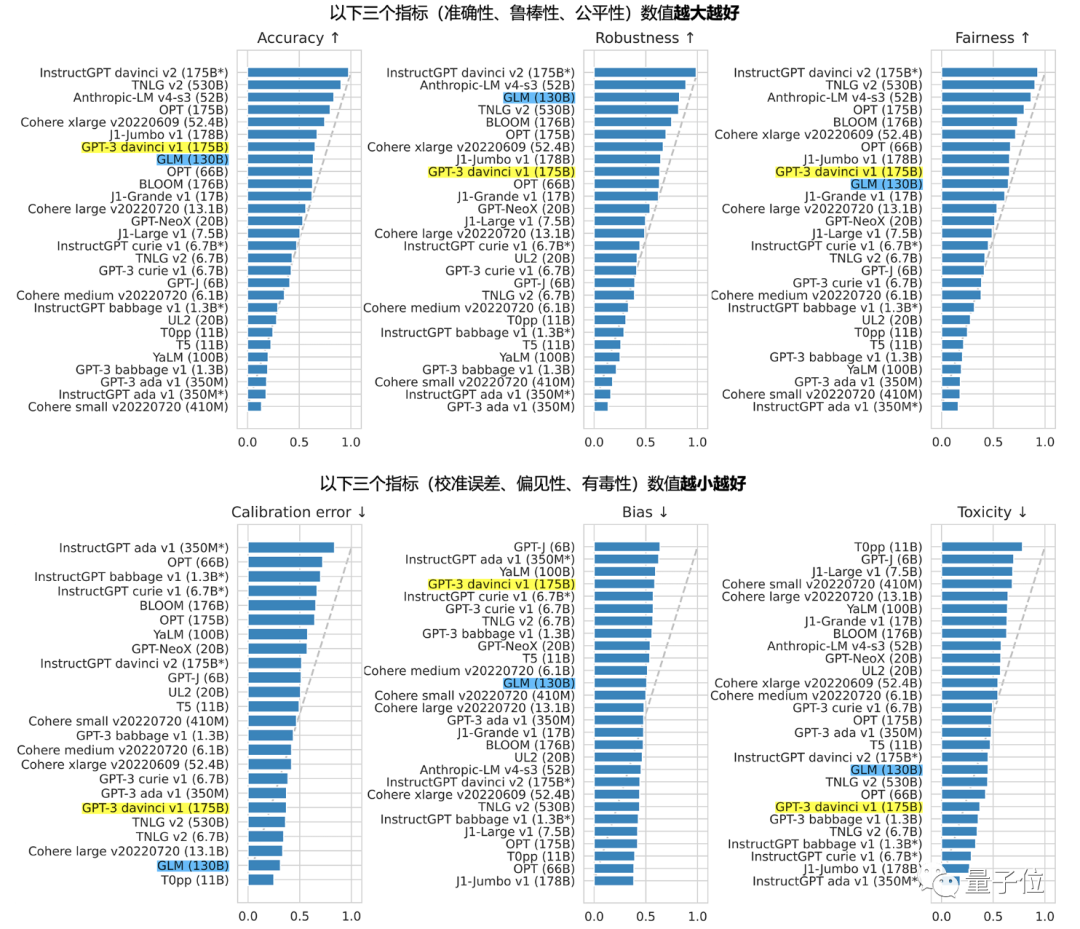 以下三个指标（准确性、鲁棒性、公平性）数值越大越好
Accuracy ↑
InstructGPT davinci v2 (175B*)
TNLG v2 (530B)
Anthropic-LM v4-s3 (52B)
OPT (175B)
Cohere xlarge v20220609 (52.4B)
J1-Jumbo v1 (178B)
GPT-3 davinci v1 (175B)
GLM (130B)
OPT (66B)
BLOOM (176B)
J1-Grande v1 (17B)
Cohere large v20220720 (13.1B)
GPT-NeoX (20B)
J1-Large v1 (7.5B)
InstructGPT curie v1 (6.7B*)
TNLG v2 (6.7B)
GPT-3 curie v1 (6.7B)
GPT-J (6B)
Cohere medium v20220720 (6.1B)
InstructGPT babbage v1 (1.3B*)
UL2 (20B)
T0pp (11B)
T5 (11B)
YaLM (100B)
GPT-3 babbage v1 (1.3B)
GPT-3 ada v1 (350M)
InstructGPT ada v1 (350M*)
Cohere small v20220720 (410M)
0.0 0.5 1.0
Robustness ↑
InstructGPT davinci v2 (175B*)
Anthropic-LM v4-s3 (52B)
GLM (130B)
TNLG v2 (530B)
BLOOM (176B)
OPT (175B)
Cohere xlarge v20220609 (52.4B)
J1-Jumbo v1 (178B)
GPT-3 davinci v1 (175B)
OPT (66B)
J1-Grande v1 (17B)
GPT-NeoX (20B)
J1-Large v1 (7.5B)
Cohere large v20220720 (13.1B)
InstructGPT curie v1 (6.7B*)
UL2 (20B)
GPT-3 curie v1 (6.7B)
GPT-J (6B)
TNLG v2 (6.7B)
Cohere medium v20220720 (6.1B)
T0pp (11B)
InstructGPT babbage v1 (1.3B*)
T5 (11B)
YaLM (100B)
GPT-3 babbage v1 (1.3B)
Cohere small v20220720 (410M)
InstructGPT ada v1 (350M*)
GPT-3 ada v1 (350M)
0.0 0.5 1.0
Fairness ↑
InstructGPT davinci v2 (175B*)
TNLG v2 (530B)
Anthropic-LM v4-s3 (52B)
OPT (175B)
BLOOM (176B)
Cohere xlarge v20220609 (52.4B)
OPT (66B)
J1-Jumbo v1 (178B)
GPT-3 davinci v1 (175B)
GLM (130B)
J1-Grande v1 (17B)
Cohere large v20220720 (13.1B)
GPT-NeoX (20B)
J1-Large v1 (7.5B)
InstructGPT curie v1 (6.7B*)
TNLG v2 (6.7B)
GPT-J (6B)
GPT-3 curie v1 (6.7B)
Cohere medium v20220720 (6.1B)
InstructGPT babbage v1 (1.3B*)
UL2 (20B)
T0pp (11B)
T5 (11B)
GPT-3 babbage v1 (1.3B)
YaLM (100B)
GPT-3 ada v1 (350M)
Cohere small v20220720 (410M)
InstructGPT ada v1 (350M*)
0.0 0.5 1.0
以下三个指标（校准误差、偏见性、有毒性）数值越小越好
Calibration error ↓
InstructGPT ada v1 (350M*)
OPT (66B)
InstructGPT babbage v1 (1.3B*)
InstructGPT curie v1 (6.7B*)
BLOOM (176B)
OPT (175B)
YaLM (100B)
GPT-NeoX (20B)
InstructGPT davinci v2 (175B*)
GPT-J (6B)
UL2 (20B)
T5 (11B)
Cohere small v20220720 (410M)
GPT-3 babbage v1 (1.3B)
Cohere medium v20220720 (6.1B)
Cohere xlarge v20220609 (52.4B)
GPT-3 curie v1 (6.7B)
GPT-3 ada v1 (350M)
GPT-3 davinci v1 (175B)
TNLG v2 (530B)
TNLG v2 (6.7B)
Cohere large v20220720 (13.1B)
GLM (130B)
T0pp (11B)
0.0 0.5 1.0
Bias ↓
GPT-J (6B)
InstructGPT ada v1 (350M*)
YaLM (100B)
GPT-3 davinci v1 (175B)
InstructGPT curie v1 (6.7B*)
GPT-3 curie v1 (6.7B)
TNLG v2 (6.7B)
GPT-3 babbage v1 (1.3B)
GPT-NeoX (20B)
T5 (11B)
Cohere medium v20220720 (6.1B)
GLM (130B)
Cohere small v20220720 (410M)
Cohere large v20220720 (13.1B)
GPT-3 ada v1 (350M)
J1-Grande v1 (17B)
BLOOM (176B)
UL2 (20B)
Anthropic-LM v4-s3 (52B)
InstructGPT davinci v2 (175B*)
Cohere xlarge v20220609 (52.4B)
TNLG v2 (530B)
InstructGPT babbage v1 (1.3B*)
J1-Large v1 (7.5B)
OPT (175B)
T0pp (11B)
OPT (66B)
J1-Jumbo v1 (178B)
0.0 0.5 1.0
Toxicity ↓
T0pp (11B)
GPT-J (6B)
J1-Large v1 (7.5B)
Cohere small v20220720 (410M)
Cohere large v20220720 (13.1B)
YaLM (100B)
J1-Grande v1 (17B)
BLOOM (176B)
Anthropic-LM v4-s3 (52B)
GPT-NeoX (20B)
UL2 (20B)
Cohere xlarge v20220609 (52.4B)
Cohere medium v20220720 (6.1B)
GPT-3 curie v1 (6.7B)
OPT (175B)
GPT-3 ada v1 (350M)
T5 (11B)
InstructGPT davinci v2 (175B*)
GLM (130B)
TNLG v2 (530B)
OPT (66B)
GPT-3 davinci v1 (175B)
GPT-3 babbage v1 (1.3B)
TNLG v2 (6.7B)
InstructGPT babbage v1 (1.3B*)
InstructGPT curie v1 (6.7B*)
J1-Jumbo v1 (178B)
InstructGPT ada v1 (350M*)
0.0 0.5 1.0
量子位